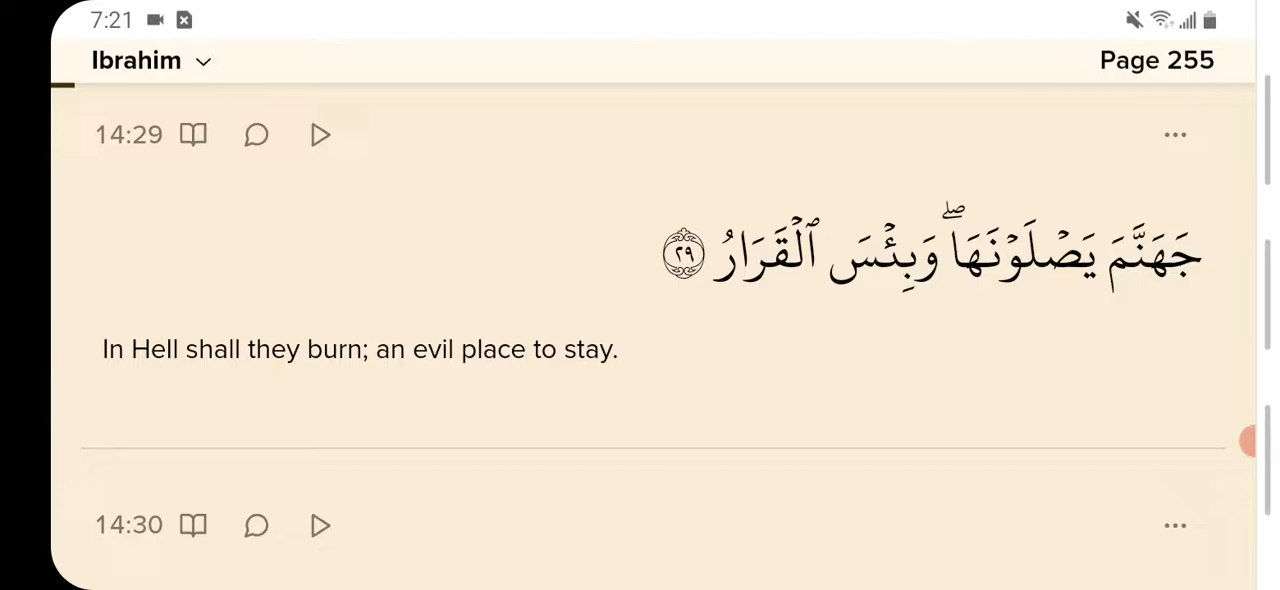 7:21
Ibrahim
Page 255
14:29
جَهَنَّمَ يَصْلَوْنَهَا ۖ وَبِئْسَ ٱلْقَرَارُ ٢٩
In Hell shall they burn; an evil place to stay.
14:30